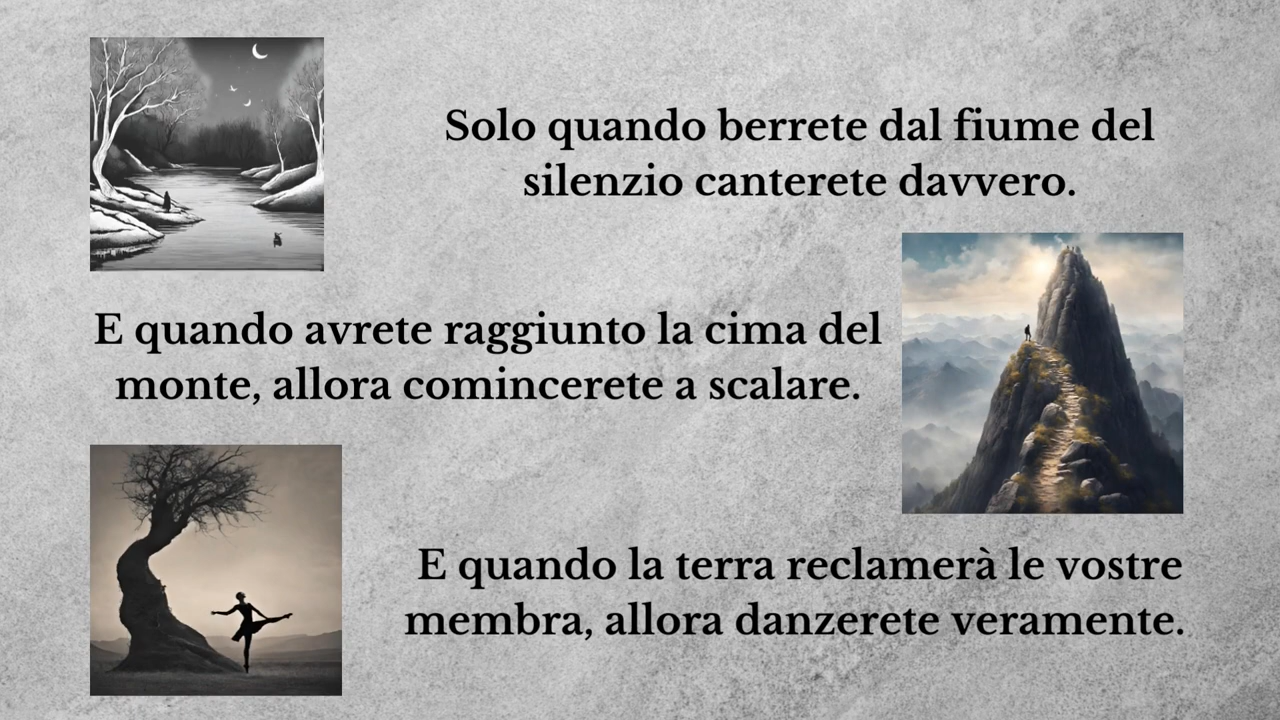 Solo quando berrete dal fiume del
silenzio canterete davvero.
E quando avrete raggiunto la cima del
monte, allora comincerete a scalare.
E quando la terra reclamerà le vostre
membra, allora danzerete veramente.